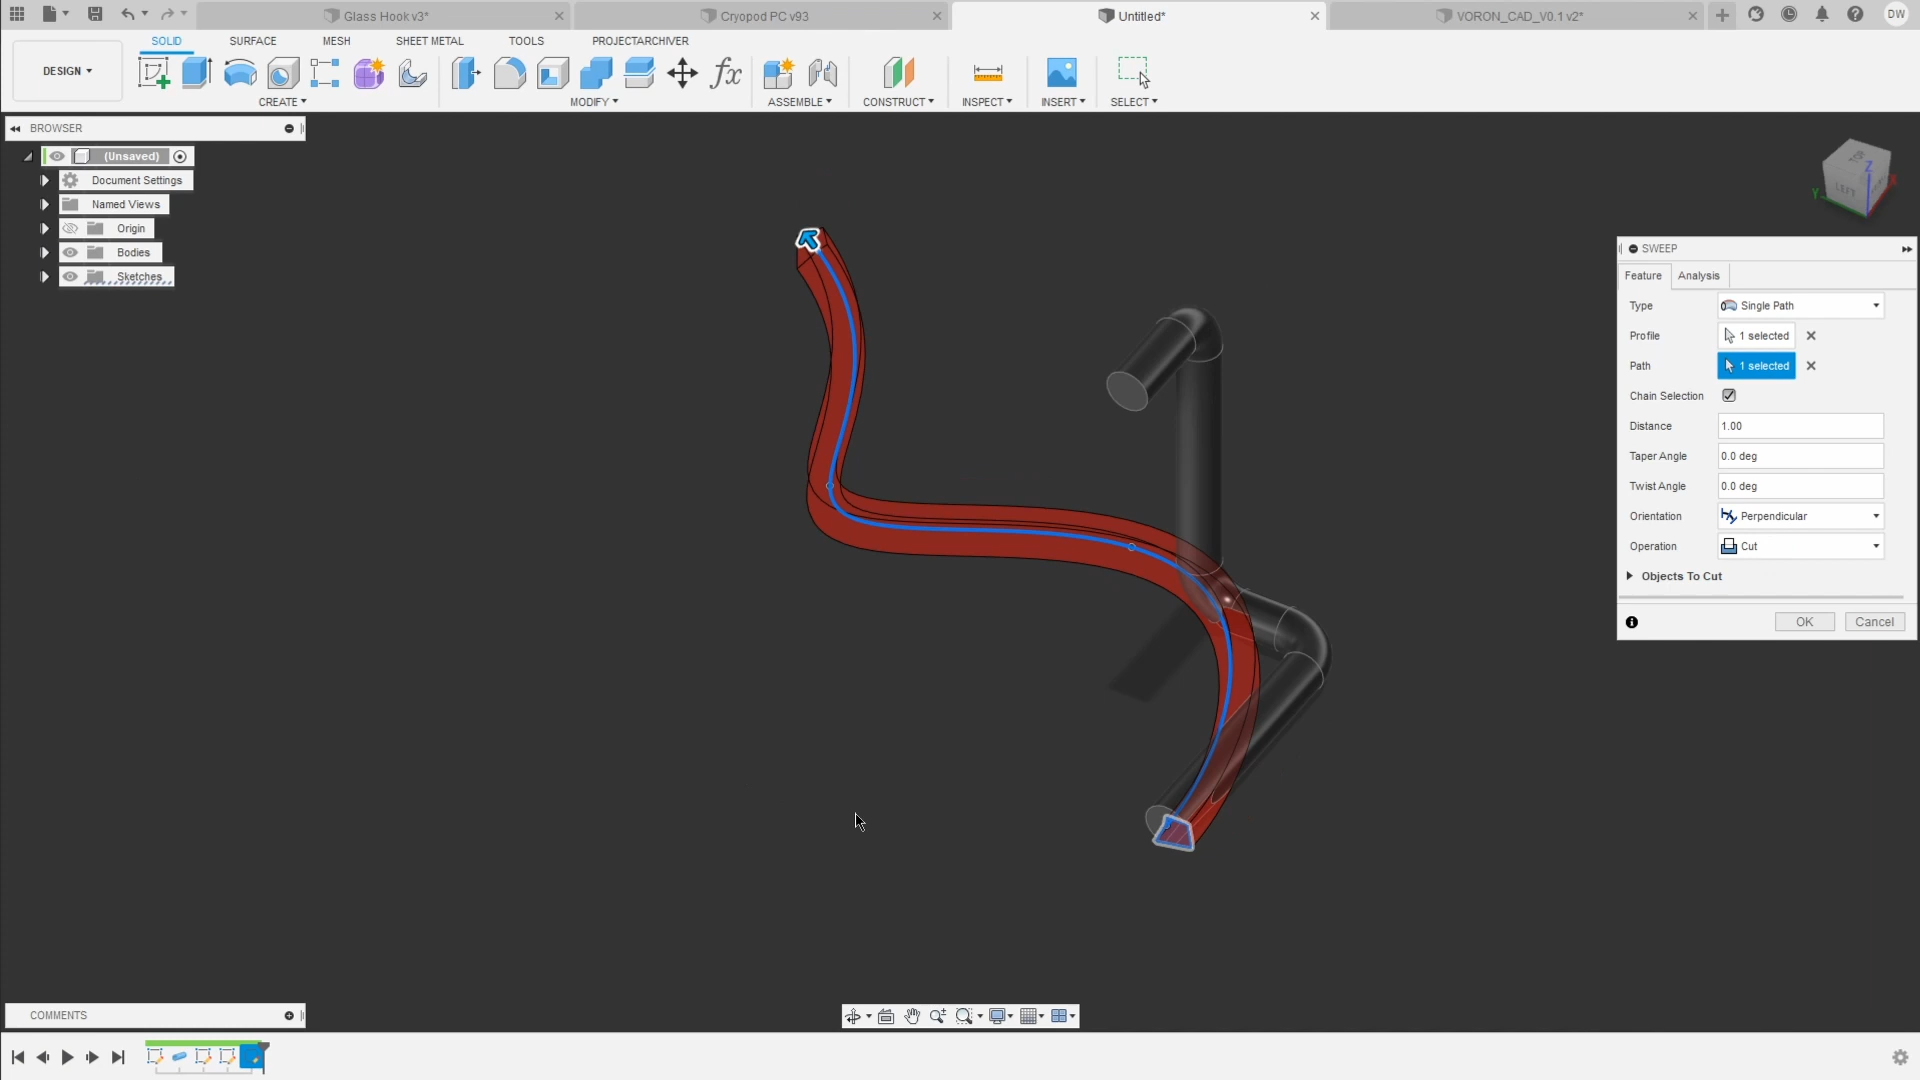 Glass Hook v3*
Cryopod PC v93
Untitled*
VORON_CAD_V0.1 v2*
DW
DESIGN
SOLID
SURFACE
MESH
SHEET METAL
TOOLS
PROJECTARCHIVER
fx
CREATE
MODIFY
ASSEMBLE
CONSTRUCT
INSPECT
INSERT
SELECT
BROWSER
(Unsaved)
Document Settings
Named Views
Origin
Bodies
Sketches
LEFT
Z
Y
X
SWEEP
Feature
Analysis
Type
Single Path
Profile
1 selected
Path
1 selected
Chain Selection
Distance
1.00
Taper Angle
0.0 deg
Twist Angle
0.0 deg
Orientation
Perpendicular
Operation
Cut
Objects To Cut
OK
Cancel
COMMENTS